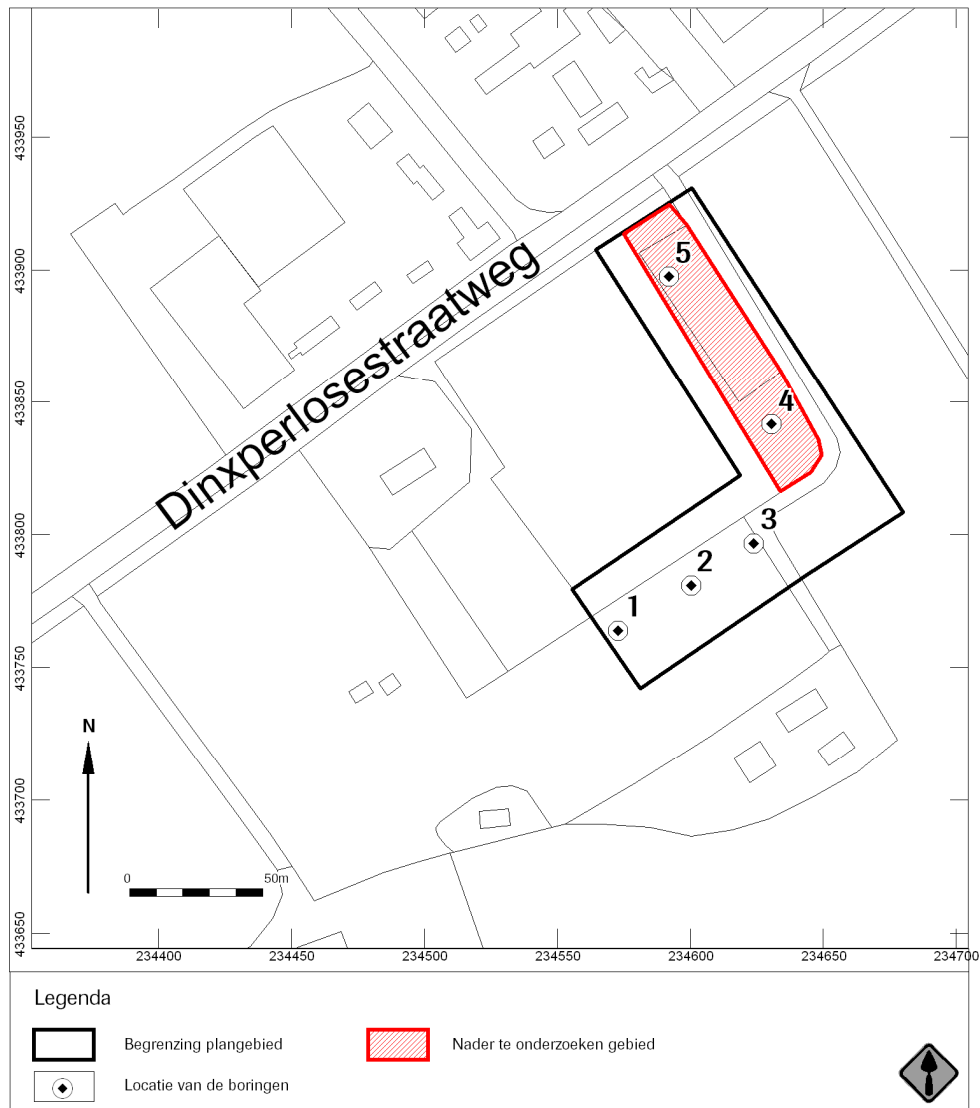 433950
433900
433850
433800
433750
433700
433650
Dinxperlosestraatweg
5
4
3
2
1
N
0 50m
234400 234450 234500 234550 234600 234650 234700
Legenda
Begrenzing plangebied
Nader te onderzoeken gebied
Locatie van de boringen